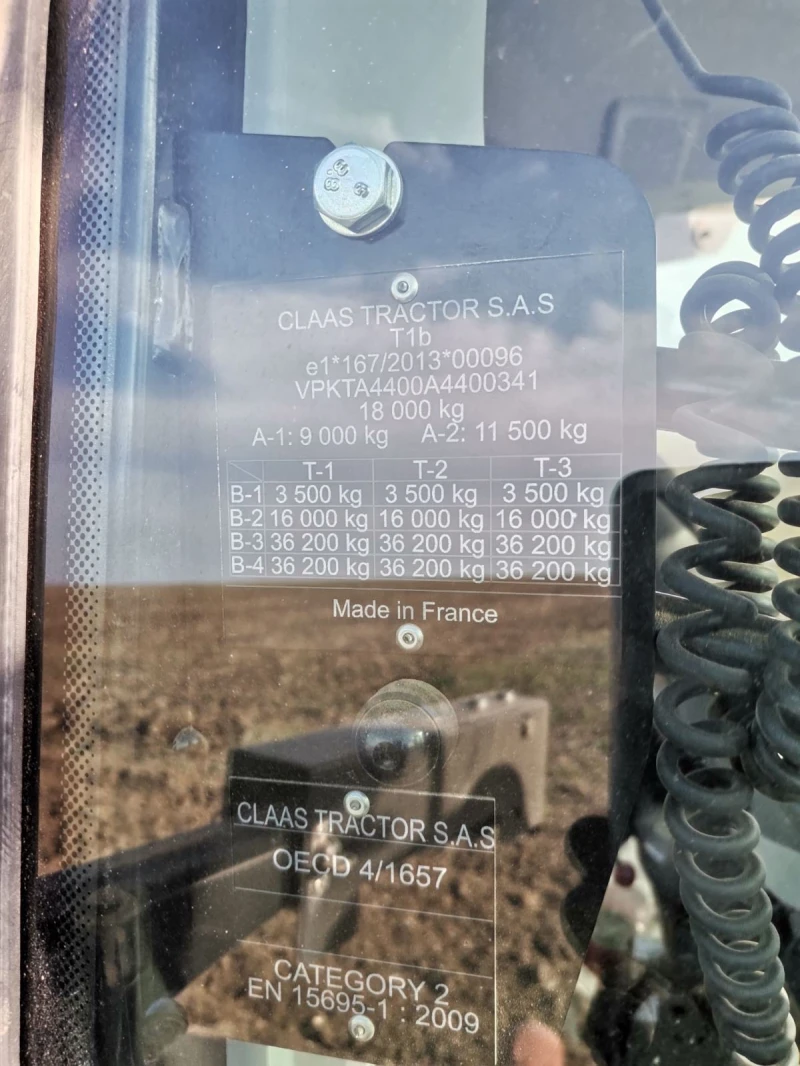 CLAAS TRACTOR S.A.S
T1b
e1*167/2013*00096
VPKTA4400A4400341
18 000 kg
A-1: 9 000 kg A-2: 11 500 kg
T-1 T-2 T-3
B-1 3 500 kg 3 500 kg 3 500 kg
B-2 16 000 kg 16 000 kg 16 000 kg
B-3 36 200 kg 36 200 kg 36 200 kg
B-4 36 200 kg 36 200 kg 36 200 kg
Made in France
CLAAS TRACTOR S.A.S
OECD 4/1657
CATEGORY 2
EN 15695-1 : 2009